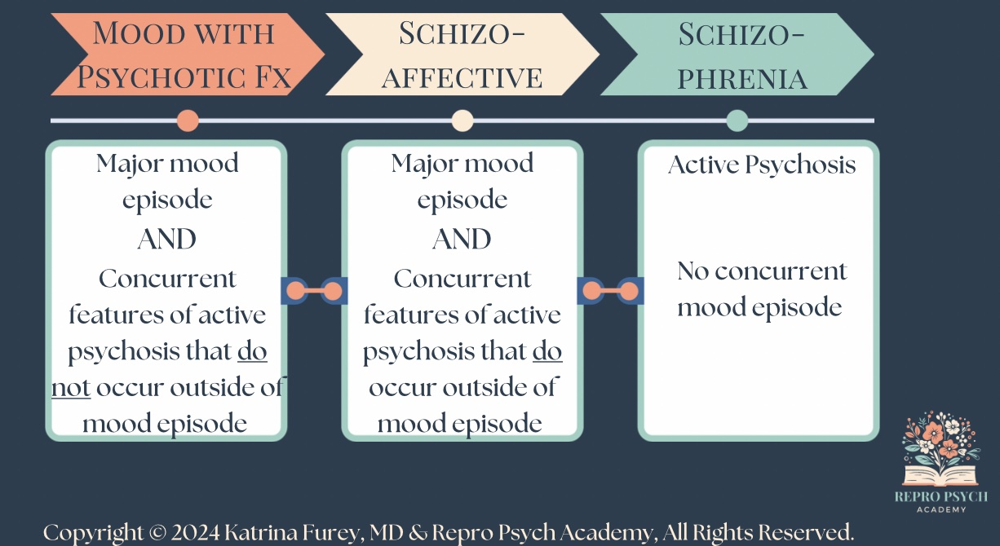 Mood with
Psychotic Fx
Schizo-
affective
Schizo-
phrenia
Major mood
episode
AND
Concurrent
features of active
psychosis that do
not occur outside of
mood episode
Major mood
episode
AND
Concurrent
features of active
psychosis that do
occur outside of
mood episode
Active Psychosis
No concurrent
mood episode
REPRO PSYCH
ACADEMY
Copyright © 2024 Katrina Furey, MD & Repro Psych Academy, All Rights Reserved.